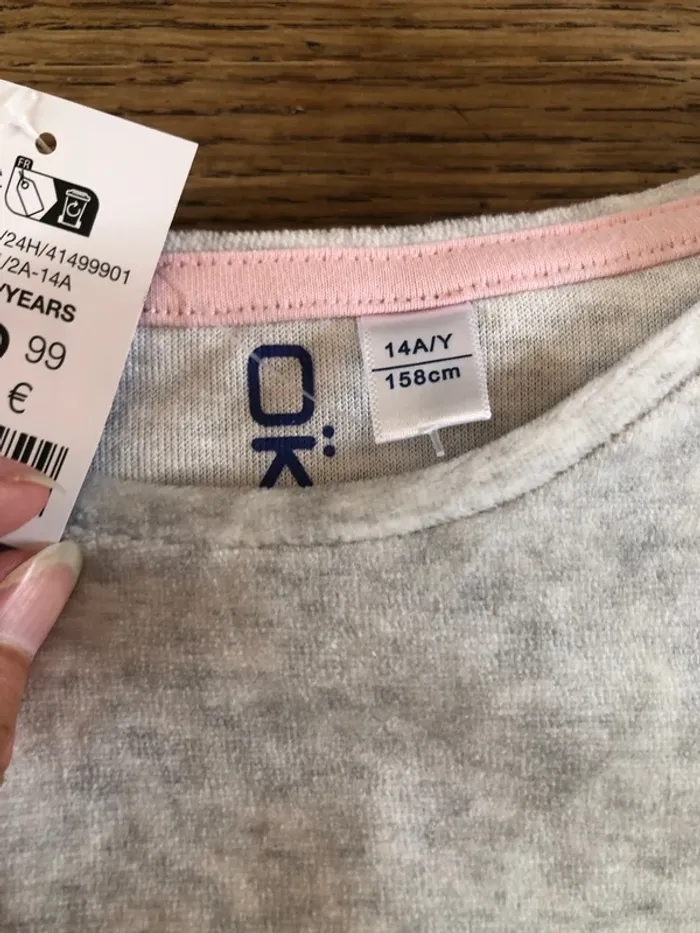 FR
/24H/41499901
/2A-14A
/YEARS
99
€
OK
14A/Y
158cm